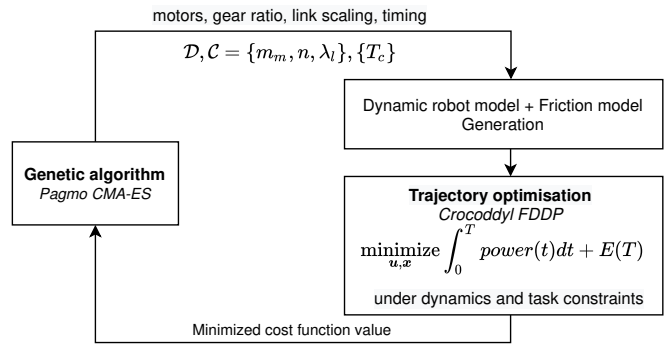 motors, gear ratio, link scaling, timing
𝒟, 𝒞 = {m_m, n, λ_l}, {T_c}
Dynamic robot model + Friction model
Generation
Genetic algorithm
Pagmo CMA-ES
Trajectory optimisation
Crocoddyl FDDP
minimize_{u,x} ∫_0^T power(t)dt + E(T)
under dynamics and task constraints
Minimized cost function value